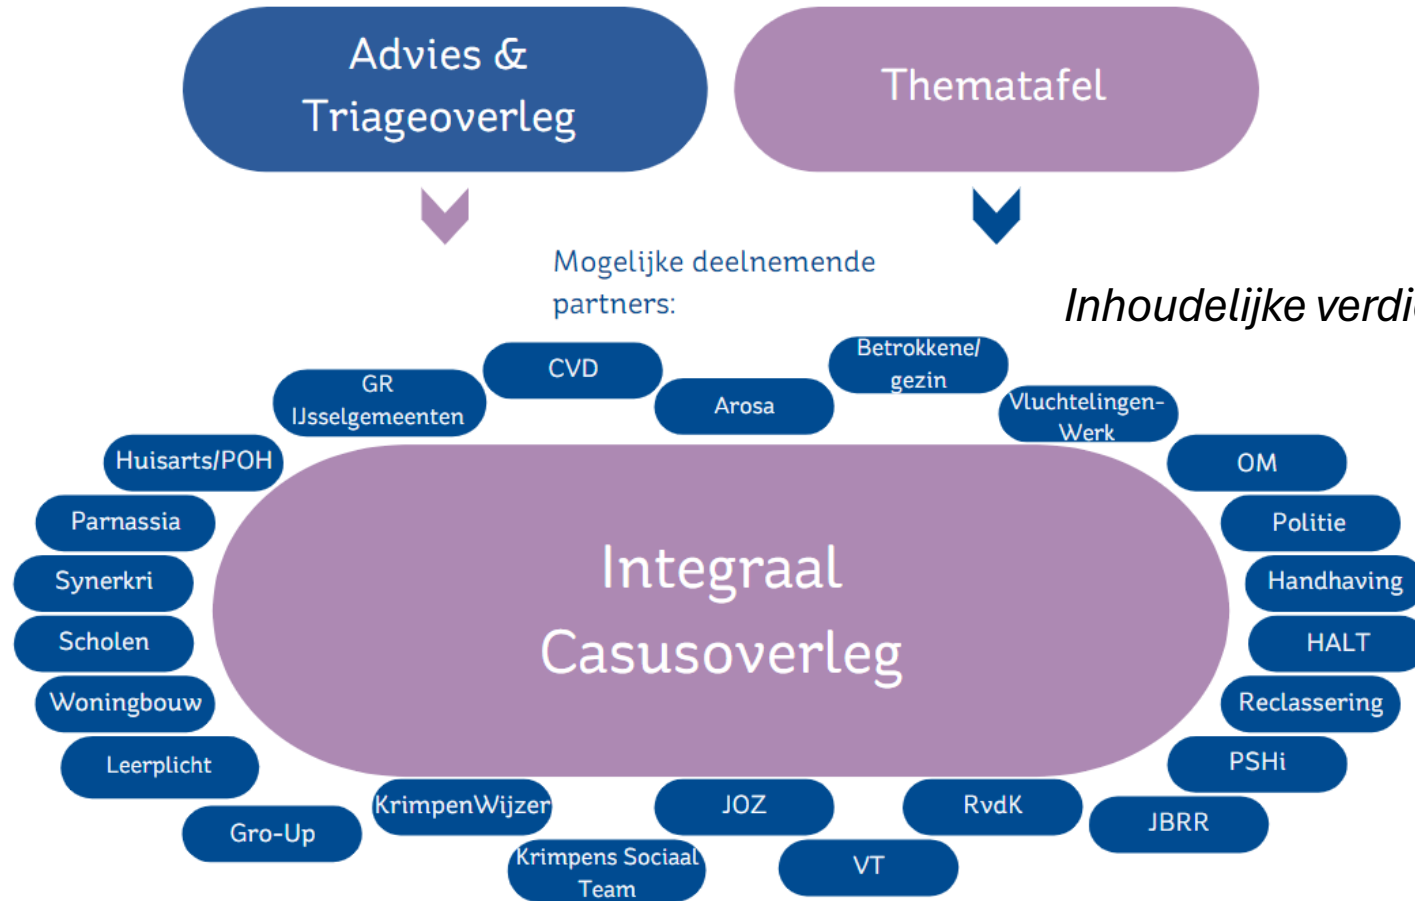 Advies &
Triageoverleg
Thematafel
Mogelijke deelnemende
partners:
Inhoudelijke
CVD
Betrokkene/
gezin
GR
IJsselgemeenten
Arosa
Vluchtelingen-
Werk
Huisarts/POH
OM
Parnassia
Politie
Synerkri
Handhaving
Scholen
HALT
Woningbouw
Reclassering
Leerplicht
PSHi
Integraal
Casusoverleg
KrimpenWijzer
JOZ
RvdK
JBRR
Gro-Up
Krimpens Sociaal
Team
VT